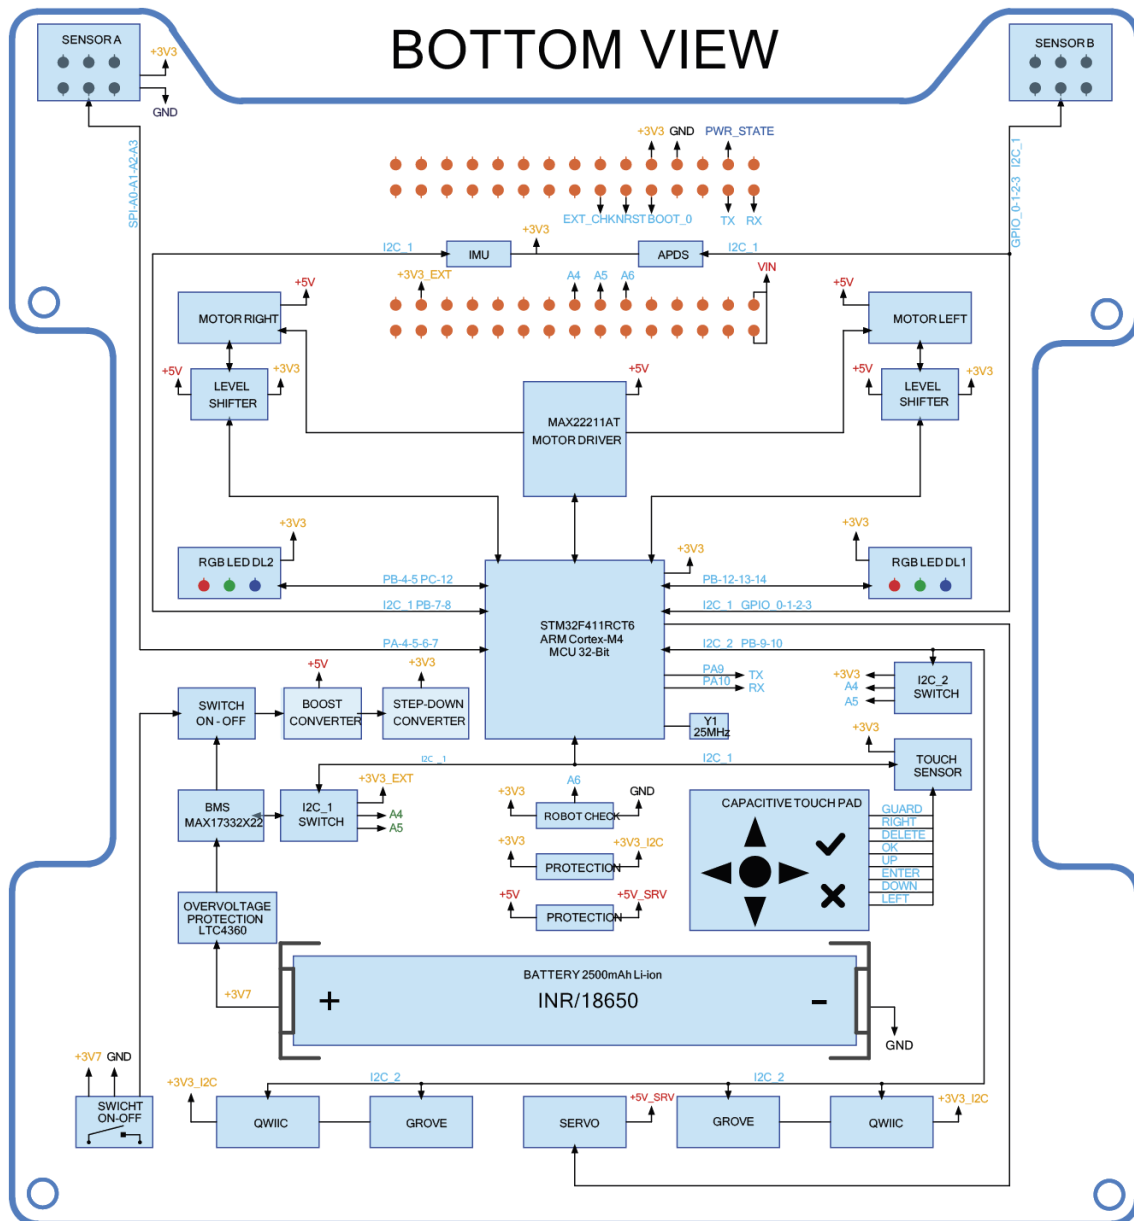 BOTTOM VIEW
SENSOR A
+3V3
GND
SENSOR B
SPI-A0-A1-A2-A3
GPIO_0-1-2-3 I2C_1
+3V3 GND PWR_STATE
EXT_CHKNRSTBOOT_0 TX RX
I2C_1
IMU
+3V3
APDS
I2C_1
+3V3_EXT
A4 A5 A6
VIN
+5V
MOTOR RIGHT
+5V
MOTOR LEFT
+5V
LEVEL
SHIFTER
+3V3
+5V
MAX22211AT
MOTOR DRIVER
+5V
LEVEL
SHIFTER
+3V3
+3V3
RGB LED DL2
+3V3
RGB LED DL1
+3V3
PB-4-5 PC-12
I2C_1 PB-7-8
PA-4-5-6-7
STM32F411RCT6
ARM Cortex-M4
MCU 32-Bit
PB-12-13-14
I2C_1 GPIO_0-1-2-3
I2C_2 PB-9-10
PA9 TX
PA10 RX
+3V3
A4
A5
I2C_2
SWITCH
SWITCH
ON - OFF
+5V
BOOST
CONVERTER
+3V3
STEP-DOWN
CONVERTER
Y1
25MHz
I2C _1
I2C_1
+3V3
TOUCH
SENSOR
BMS
MAX17332X22
I2C_1
SWITCH
+3V3_EXT
A4
A5
A6
+3V3
ROBOT CHECK
GND
+3V3
PROTECTION
+3V3_I2C
+5V
PROTECTION
+5V_SRV
CAPACITIVE TOUCH PAD
GUARD
RIGHT
DELETE
OK
UP
ENTER
DOWN
LEFT
OVERVOLTAGE
PROTECTION
LTC4360
+3V7
BATTERY 2500mAh Li-ion
+ INR/18650 -
GND
+3V7 GND
SWICHT
ON-OFF
I2C_2
I2C_2
+3V3_I2C
QWIIC
GROVE
SERVO
+5V_SRV
GROVE
QWIIC
+3V3_I2C